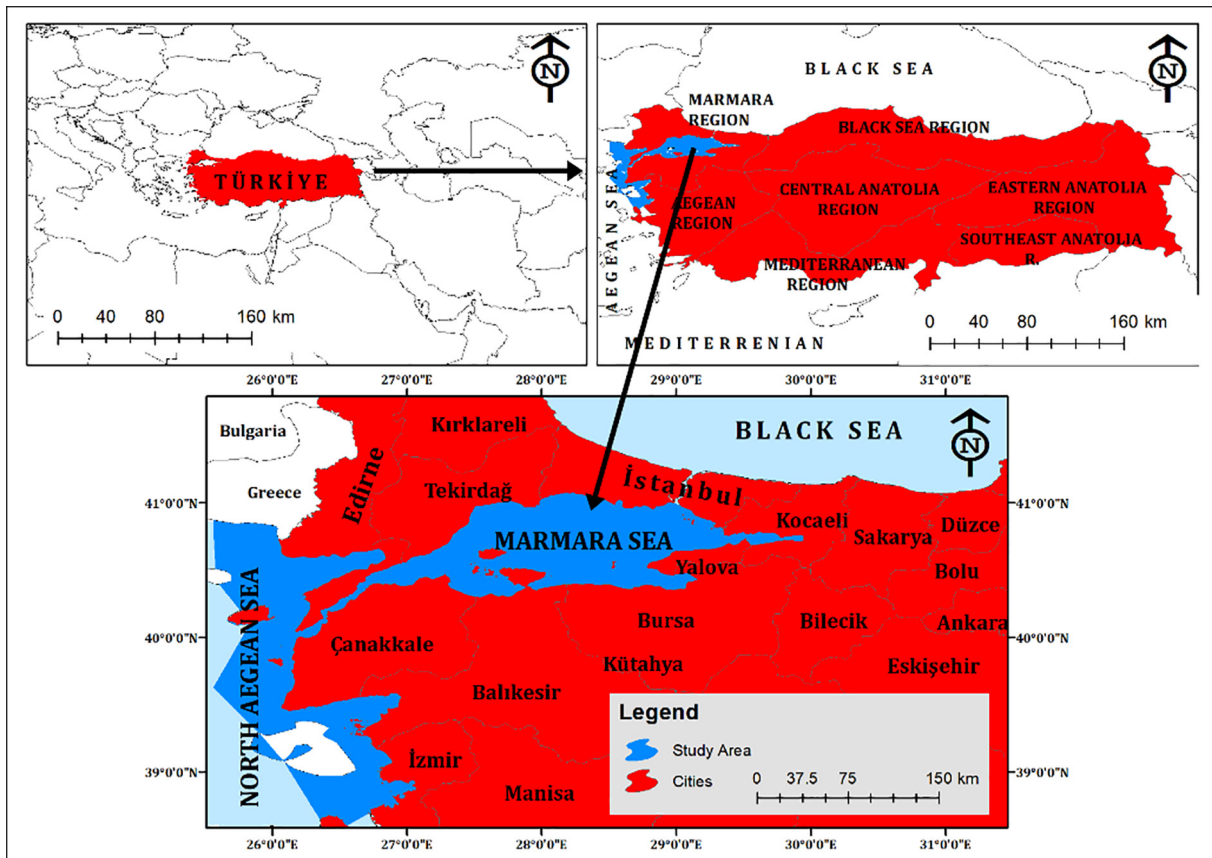 N
TÜRKİYE
0 40 80 160 km
N
BLACK SEA
MARMARA
REGION
BLACK SEA REGION
AEGEAN SEA
AEGEAN
REGION
CENTRAL ANATOLIA
REGION
EASTERN ANATOLIA
REGION
SOUTHEAST ANATOLIA
R.
MEDITERRANEAN
REGION
0 40 80 160 km
MEDITERRENIAN
26°0'0"E 27°0'0"E 28°0'0"E 29°0'0"E 30°0'0"E 31°0'0"E
Bulgaria
Kırklareli
BLACK SEA
N
Greece
Edirne
Tekirdağ
İstanbul
41°0'0"N
41°0'0"N
Kocaeli
Sakarya
Düzce
MARMARA SEA
Yalova
Bolu
NORTH AEGEAN SEA
40°0'0"N
Çanakkale
Bursa
Bilecik
Ankara
40°0'0"N
Kütahya
Eskişehir
Balıkesir
İzmir
Manisa
39°0'0"N
39°0'0"N
Legend
Study Area
Cities
0 37.5 75 150 km
26°0'0"E 27°0'0"E 28°0'0"E 29°0'0"E 30°0'0"E 31°0'0"E